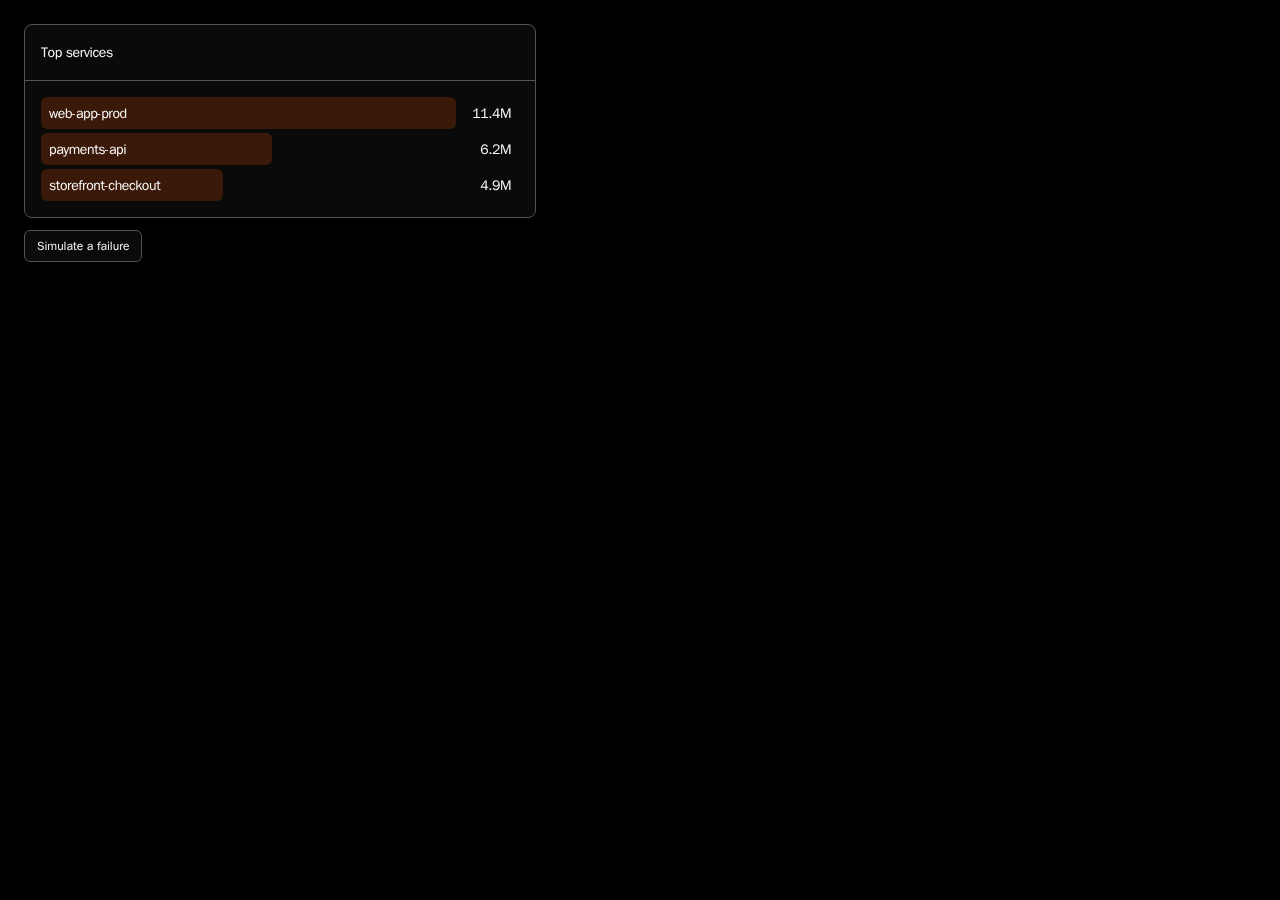 Top services
web-app-prod 11.4M
payments-api 6.2M
storefront-checkout 4.9M
Simulate a failure